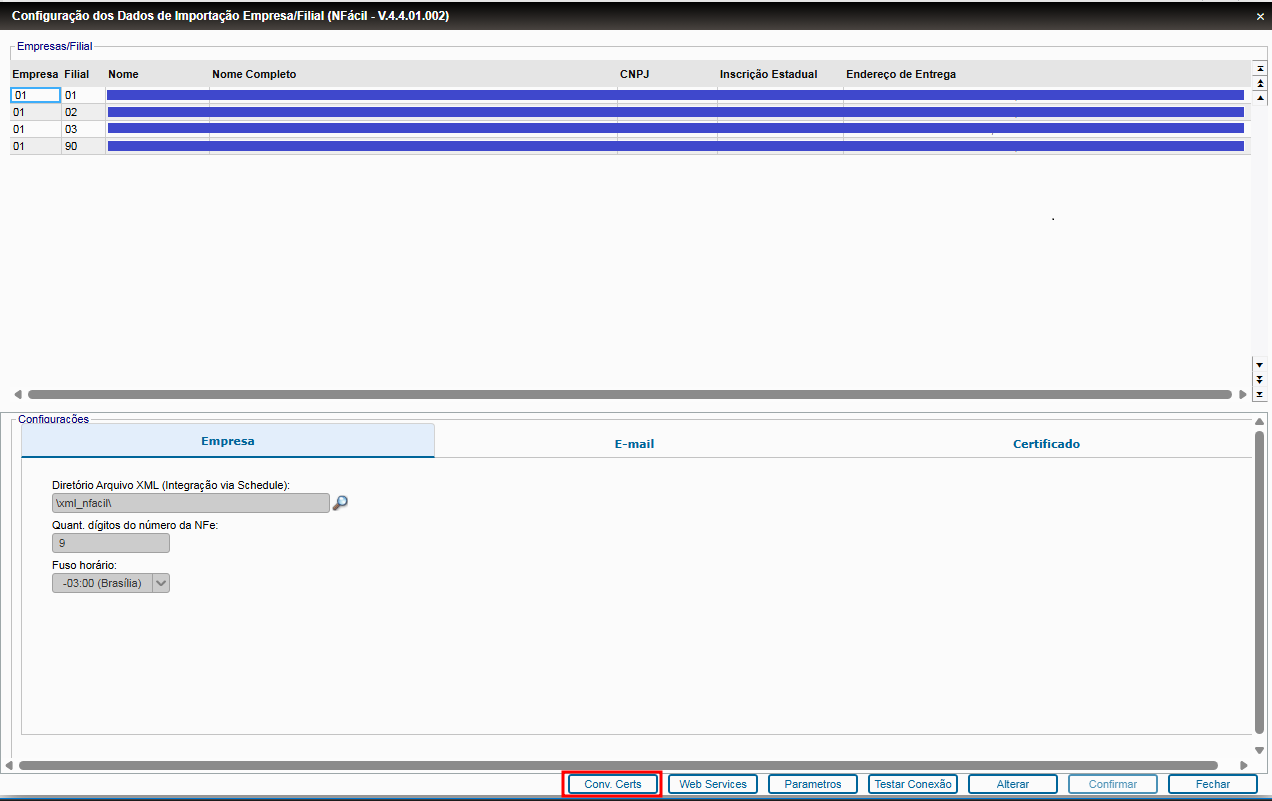 Configuração dos Dados de Importação Empresa/Filial (NFácil - V.4.4.01.002)
Empresas/Filial
Empresa Filial Nome Nome Completo CNPJ Inscrição Estadual Endereço de Entrega
01 01
01 02
01 03
01 90
Configurações
Empresa E-mail Certificado
Diretório Arquivo XML (Integração via Schedule):
\xml_nfacil\
Quant. dígitos do número da NFe:
9
Fuso horário:
-03:00 (Brasília)
Conv. Certs Web Services Parametros Testar Conexão Alterar Confirmar Fechar